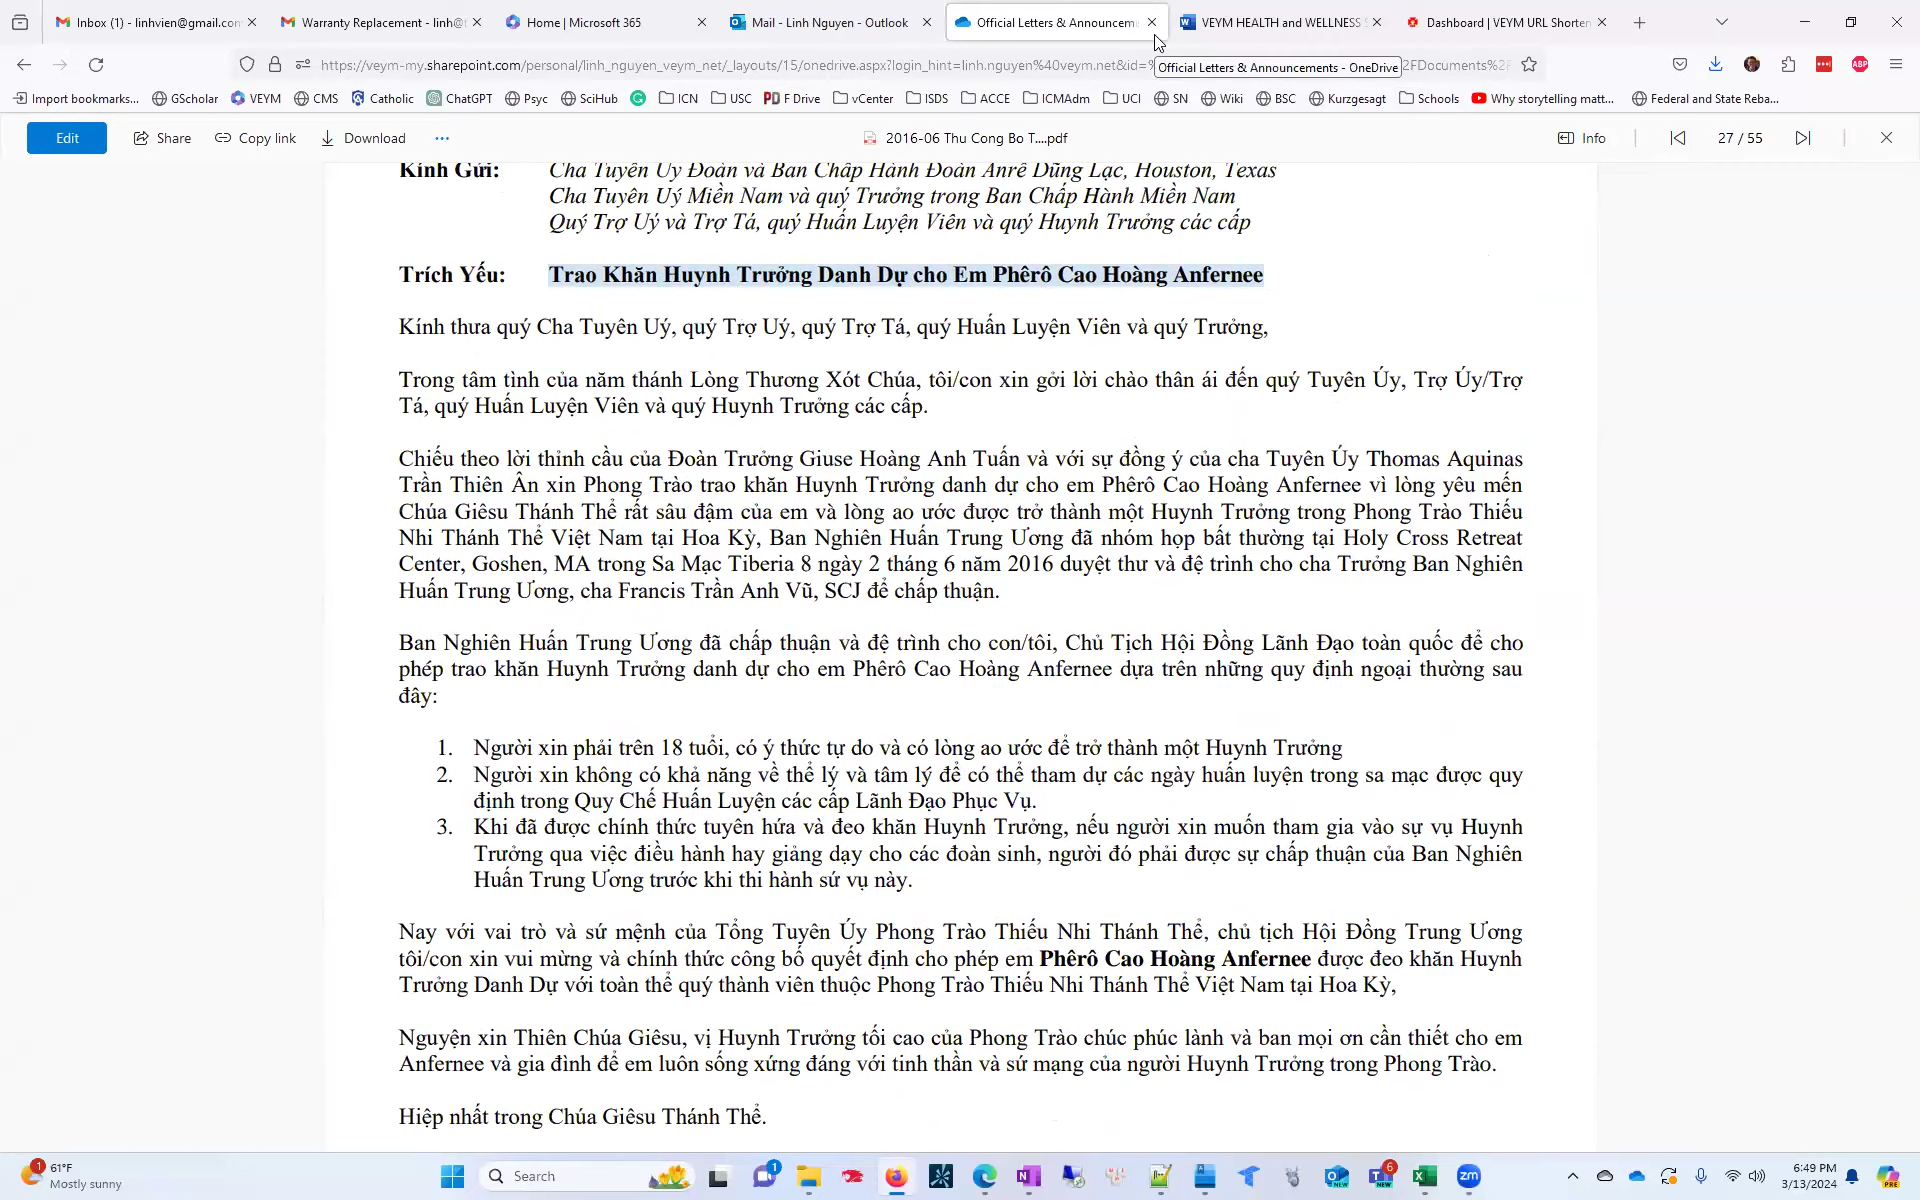 Inbox (1) - linhvien@gmail.con
Warranty Replacement - linh@t
Home | Microsoft 365
Mail - Linh Nguyen - Outlook
Official Letters & Announcemen
VEYM HEALTH and WELLNESS S
Dashboard | VEYM URL Shorten
https://veym-my.sharepoint.com/personal/linh_nguyen_veym_net/_layouts/15/onedrive.aspx?login_hint=linh.nguyen%40veym.net&id=%
2FDocuments%2F
Official Letters & Announcements - OneDrive
Import bookmarks...
GScholar
VEYM
CMS
Catholic
ChatGPT
Psyc
SciHub
ICN
USC
F Drive
vCenter
ISDS
ACCE
ICMAdm
UCI
SN
Wiki
BSC
Kurzgesagt
Schools
Why storytelling matt...
Federal and State Reba...
Edit
Share
Copy link
Download
2016-06 Thu Cong Bo T....pdf
Info
27 / 55
Kính Gửi: Cha Tuyên Uý Đoàn và Ban Chấp Hành Đoàn Anrê Dũng Lạc, Houston, Texas
Cha Tuyên Uý Miền Nam và quý Trưởng trong Ban Chấp Hành Miền Nam
Quý Trợ Uý và Trợ Tá, quý Huấn Luyện Viên và quý Huynh Trưởng các cấp
Trích Yếu: Trao Khăn Huynh Trưởng Danh Dự cho Em Phêrô Cao Hoàng Anfernee
Kính thưa quý Cha Tuyên Uý, quý Trợ Uý, quý Trợ Tá, quý Huấn Luyện Viên và quý Trưởng,
Trong tâm tình của năm thánh Lòng Thương Xót Chúa, tôi/con xin gởi lời chào thân ái đến quý Tuyên Úy, Trợ Úy/Trợ
Tá, quý Huấn Luyện Viên và quý Huynh Trưởng các cấp.
Chiếu theo lời thỉnh cầu của Đoàn Trưởng Giuse Hoàng Anh Tuấn và với sự đồng ý của cha Tuyên Úy Thomas Aquinas
Trần Thiên Ân xin Phong Trào trao khăn Huynh Trưởng danh dự cho em Phêrô Cao Hoàng Anfernee vì lòng yêu mến
Chúa Giêsu Thánh Thể rất sâu đậm của em và lòng ao ước được trở thành một Huynh Trưởng trong Phong Trào Thiếu
Nhi Thánh Thể Việt Nam tại Hoa Kỳ, Ban Nghiên Huấn Trung Ương đã nhóm họp bất thường tại Holy Cross Retreat
Center, Goshen, MA trong Sa Mạc Tiberia 8 ngày 2 tháng 6 năm 2016 duyệt thư và đệ trình cho cha Trưởng Ban Nghiên
Huấn Trung Ương, cha Francis Trần Anh Vũ, SCJ để chấp thuận.
Ban Nghiên Huấn Trung Ương đã chấp thuận và đệ trình cho con/tôi, Chủ Tịch Hội Đồng Lãnh Đạo toàn quốc để cho
phép trao khăn Huynh Trưởng danh dự cho em Phêrô Cao Hoàng Anfernee dựa trên những quy định ngoại thường sau
đây:
1. Người xin phải trên 18 tuổi, có ý thức tự do và có lòng ao ước để trở thành một Huynh Trưởng
2. Người xin không có khả năng về thể lý và tâm lý để có thể tham dự các ngày huấn luyện trong sa mạc được quy
định trong Quy Chế Huấn Luyện các cấp Lãnh Đạo Phục Vụ.
3. Khi đã được chính thức tuyên hứa và đeo khăn Huynh Trưởng, nếu người xin muốn tham gia vào sự vụ Huynh
Trưởng qua việc điều hành hay giảng dạy cho các đoàn sinh, người đó phải được sự chấp thuận của Ban Nghiên
Huấn Trung Ương trước khi thi hành sứ vụ này.
Nay với vai trò và sứ mệnh của Tổng Tuyên Úy Phong Trào Thiếu Nhi Thánh Thể, chủ tịch Hội Đồng Trung Ương
tôi/con xin vui mừng và chính thức công bố quyết định cho phép em Phêrô Cao Hoàng Anfernee được đeo khăn Huynh
Trưởng Danh Dự với toàn thể quý thành viên thuộc Phong Trào Thiếu Nhi Thánh Thể Việt Nam tại Hoa Kỳ,
Nguyện xin Thiên Chúa Giêsu, vị Huynh Trưởng tối cao của Phong Trào chúc phúc lành và ban mọi ơn cần thiết cho em
Anfernee và gia đình để em luôn sống xứng đáng với tinh thần và sứ mạng của người Huynh Trưởng trong Phong Trào.
Hiệp nhất trong Chúa Giêsu Thánh Thể.
1
61°F
Mostly sunny
Search
1
6
6:49 PM
3/13/2024